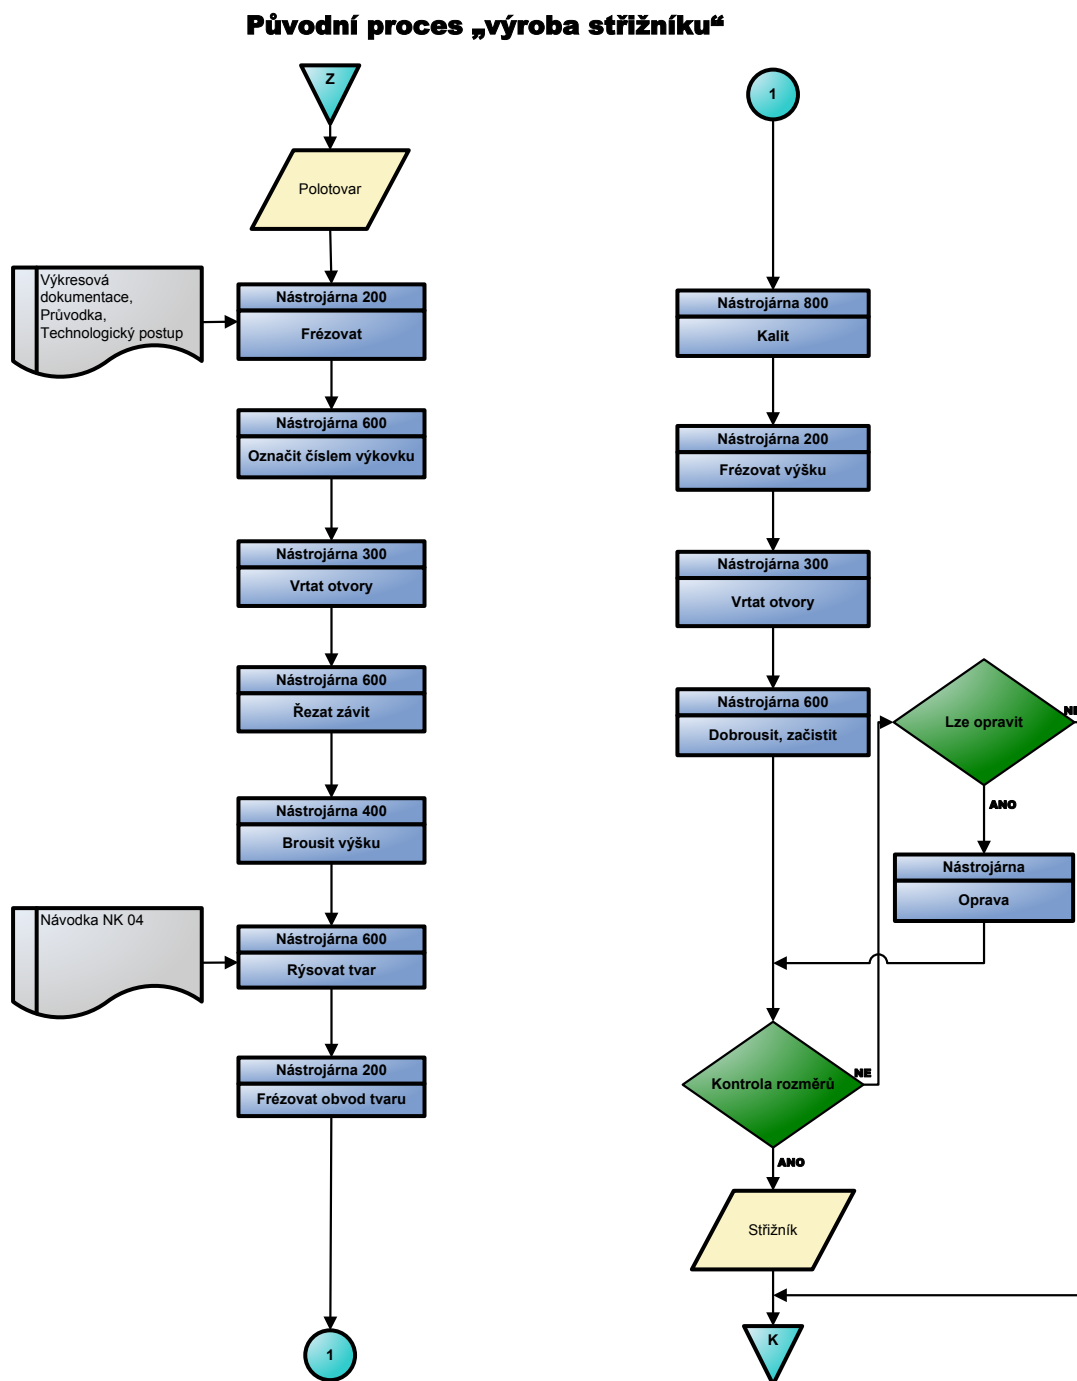 Původní proces „výroba střižníku“
Z
Polotovar
Výkresová
dokumentace,
Průvodka,
Technologický postup
Nástrojárna 200
Frézovat
Nástrojárna 600
Označit číslem výkovku
Nástrojárna 300
Vrtat otvory
Nástrojárna 600
Řezat závit
Nástrojárna 400
Brousit výšku
Návodka NK 04
Nástrojárna 600
Rýsovat tvar
Nástrojárna 200
Frézovat obvod tvaru
1
1
Nástrojárna 800
Kalit
Nástrojárna 200
Frézovat výšku
Nástrojárna 300
Vrtat otvory
Nástrojárna 600
Dobrousit, začistit
Lze opravit
NE
ANO
Nástrojárna
Oprava
Kontrola rozměrů
NE
ANO
Střižník
K